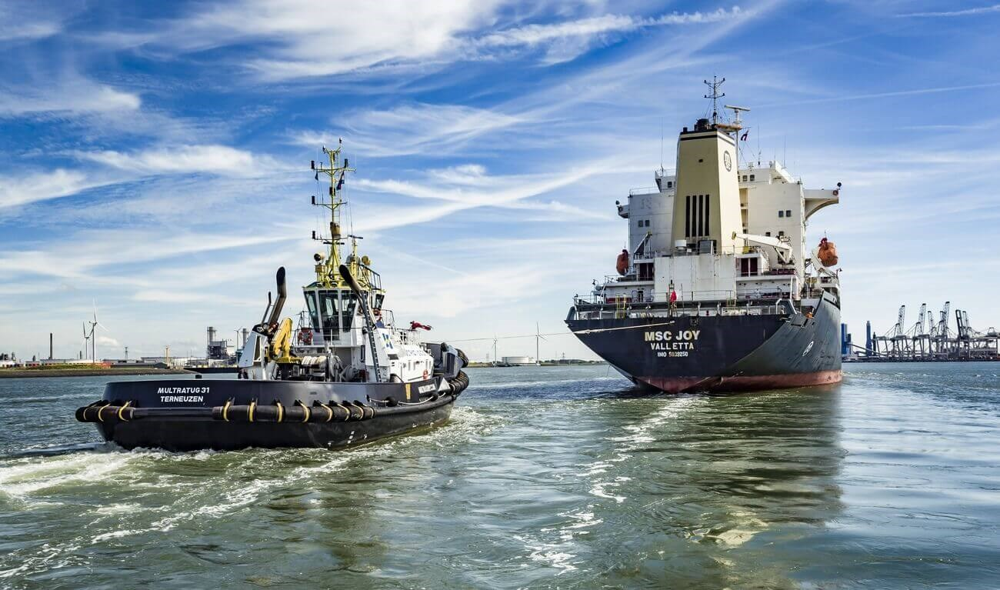 MULTRATUG 31
TERNEUZEN
MSC JOY
VALLETTA